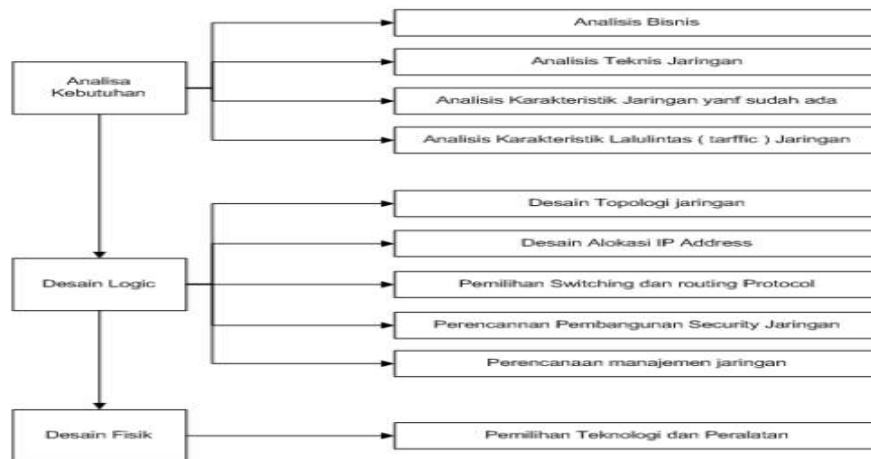 Analisa
Kebutuhan
Analisis Bisnis
Analisis Teknis Jaringan
Analisis Karakteristik Jaringan yanf sudah ada
Analisis Karakteristik Lalulintas ( tarffic ) Jaringan
Desain Logic
Desain Topologi jaringan
Desain Alokasi IP Address
Pemilihan Switching dan routing Protocol
Perencannan Pembangunan Security Jaringan
Perencanaan manajemen jaringan
Desain Fisik
Pemilihan Teknologi dan Peralatan